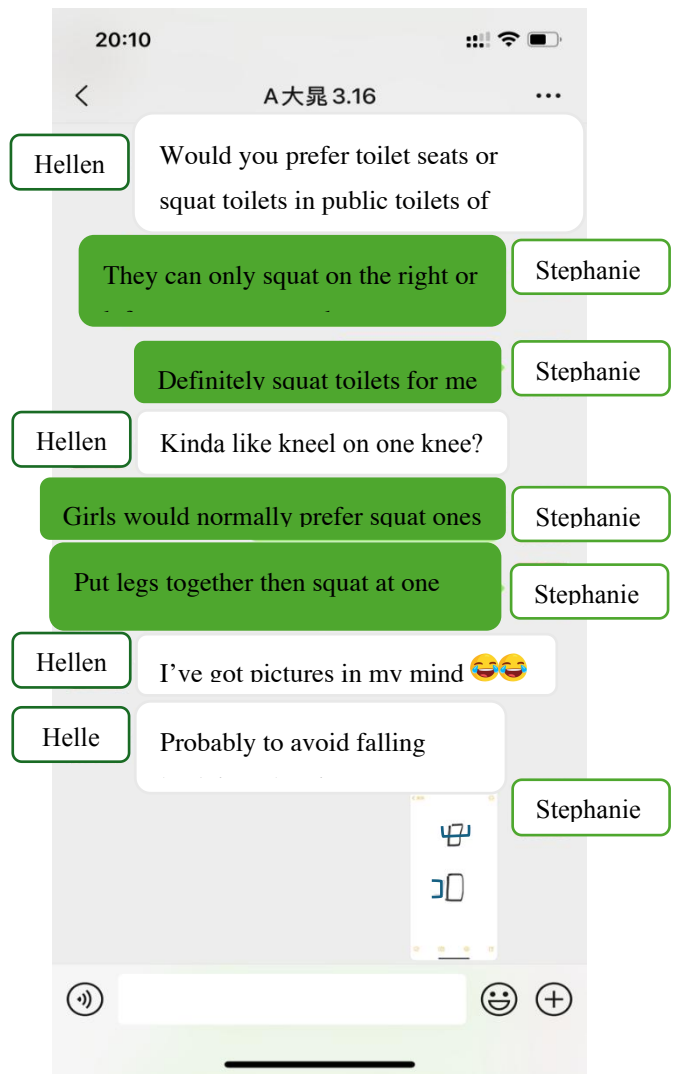 20:10
A大晁3.16
Hellen
Would you prefer toilet seats or
squat toilets in public toilets of
They can only squat on the right or
Stephanie
Definitely squat toilets for me
Stephanie
Hellen
Kinda like kneel on one knee?
Girls would normally prefer squat ones
Stephanie
Put legs together then squat at one
Stephanie
Hellen
I’ve got pictures in my mind 😂😂
Helle
Probably to avoid falling
Stephanie